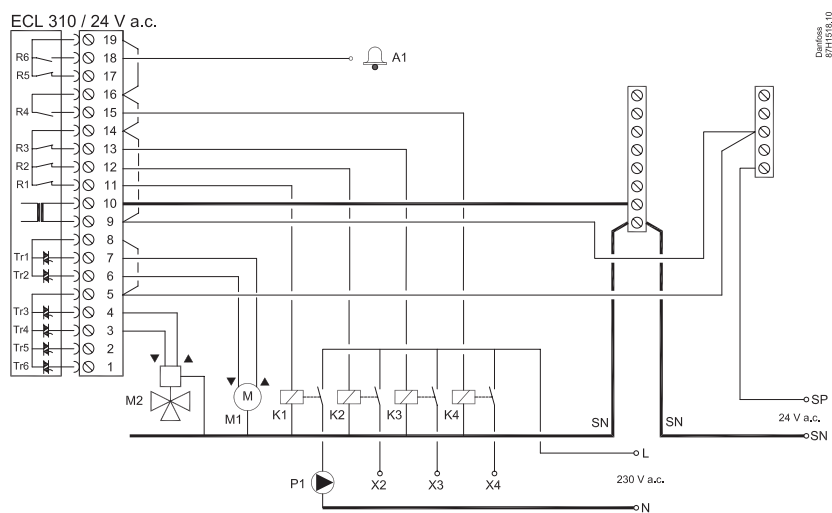 ECL 310 / 24 V a.c.
Danfoss
87H1518.10
19
R6 18 A1
R5 17
16
R4 15
14
R3 13
R2 12
R1 11
10
9
8
Tr1 7
Tr2 6
5
Tr3 4
Tr4 3
Tr5 2
Tr6 1
M
M2 M1 K1 K2 K3 K4
SP
24 V a.c.
SN SN SN
L
P1 X2 X3 X4 230 V a.c.
N